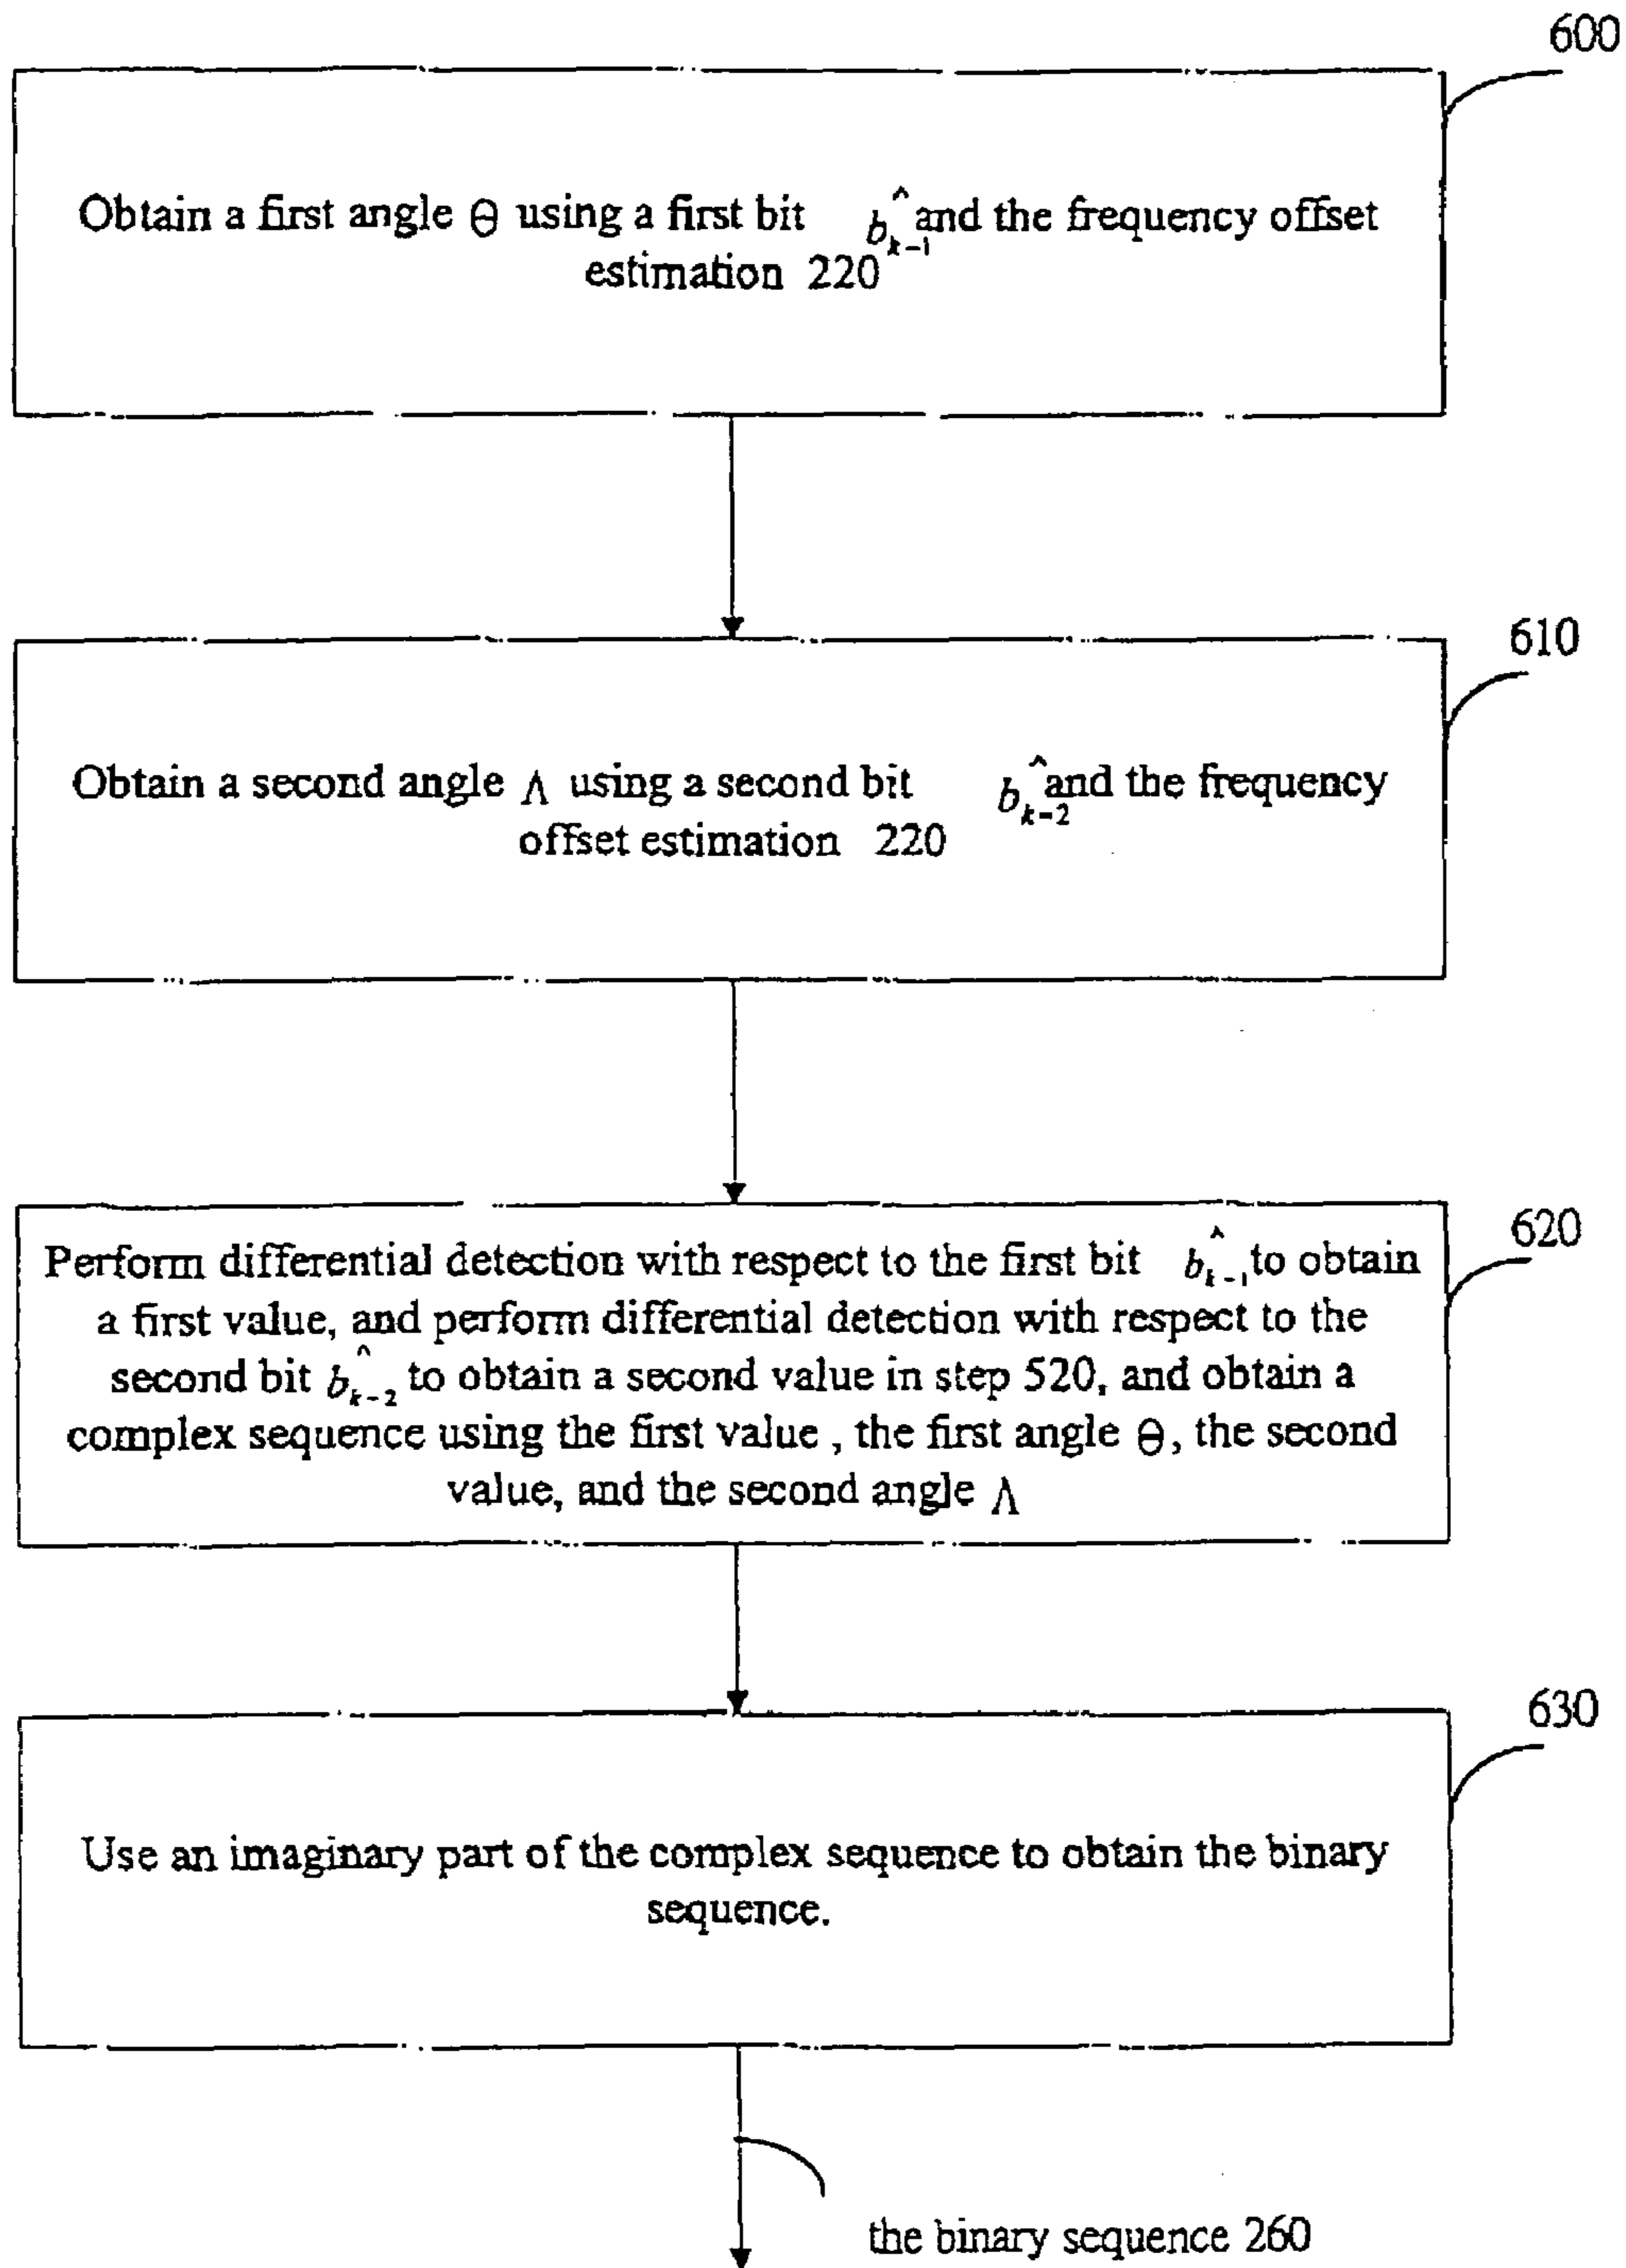 600
Obtain a first angle Θ using a first bit b̂ₖ₋₁ and the frequency offset
estimation 220
610
Obtain a second angle Λ using a second bit b̂ₖ₋₂ and the frequency
offset estimation 220
620
Perform differential detection with respect to the first bit b̂ₖ₋₁ to obtain
a first value, and perform differential detection with respect to the
second bit b̂ₖ₋₂ to obtain a second value in step 520, and obtain a
complex sequence using the first value , the first angle Θ, the second
value, and the second angle Λ
630
Use an imaginary part of the complex sequence to obtain the binary
sequence.
the binary sequence 260